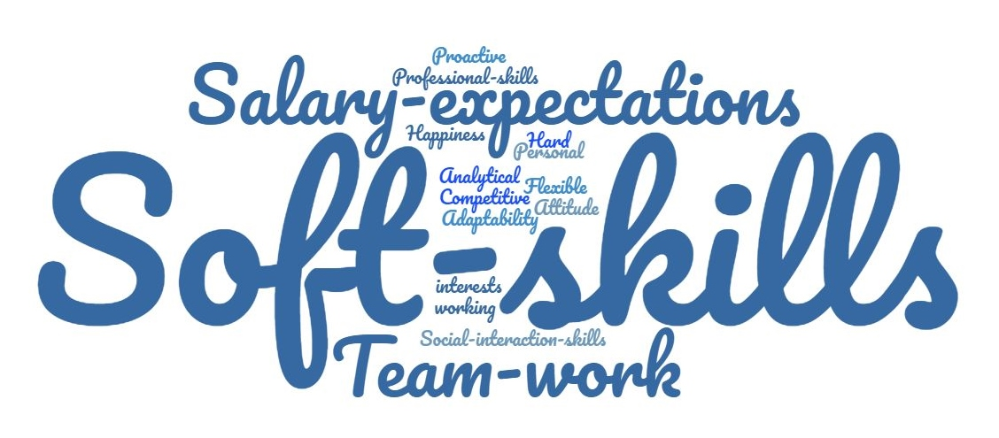 Proactive
Professional-skills
Salary-expectations
Happiness
Hard
Personal
Soft-skills
Analytical
Flexible
Competitive
Attitude
Adaptability
interests
working
Social-interaction-skills
Team-work